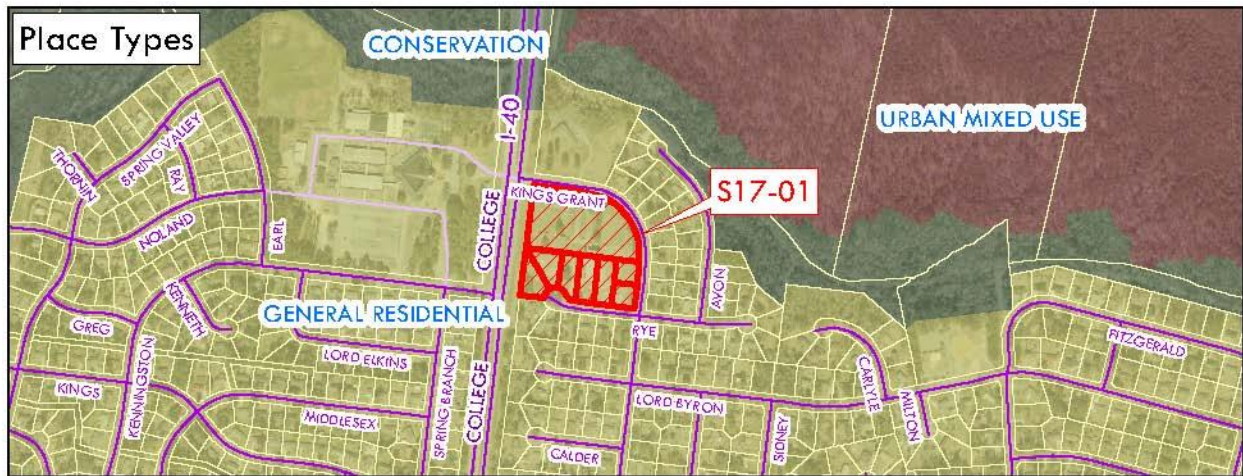 Place Types
CONSERVATION
I-40
URBAN MIXED USE
SPRING VALLEY
THORNIN
RAY
KINGS GRANT
S17-01
NOLAND
EARL
COLLEGE
AVON
KENNETH
GENERAL RESIDENTIAL
RYE
GREG
FITZGERALD
LORD ELKINS
CARLYLE
KINGS
KENNINGSTON
SPRING BRANCH
LORD BYRON
MILTON
MIDDLESEX
COLLEGE
SIDNEY
CALDER